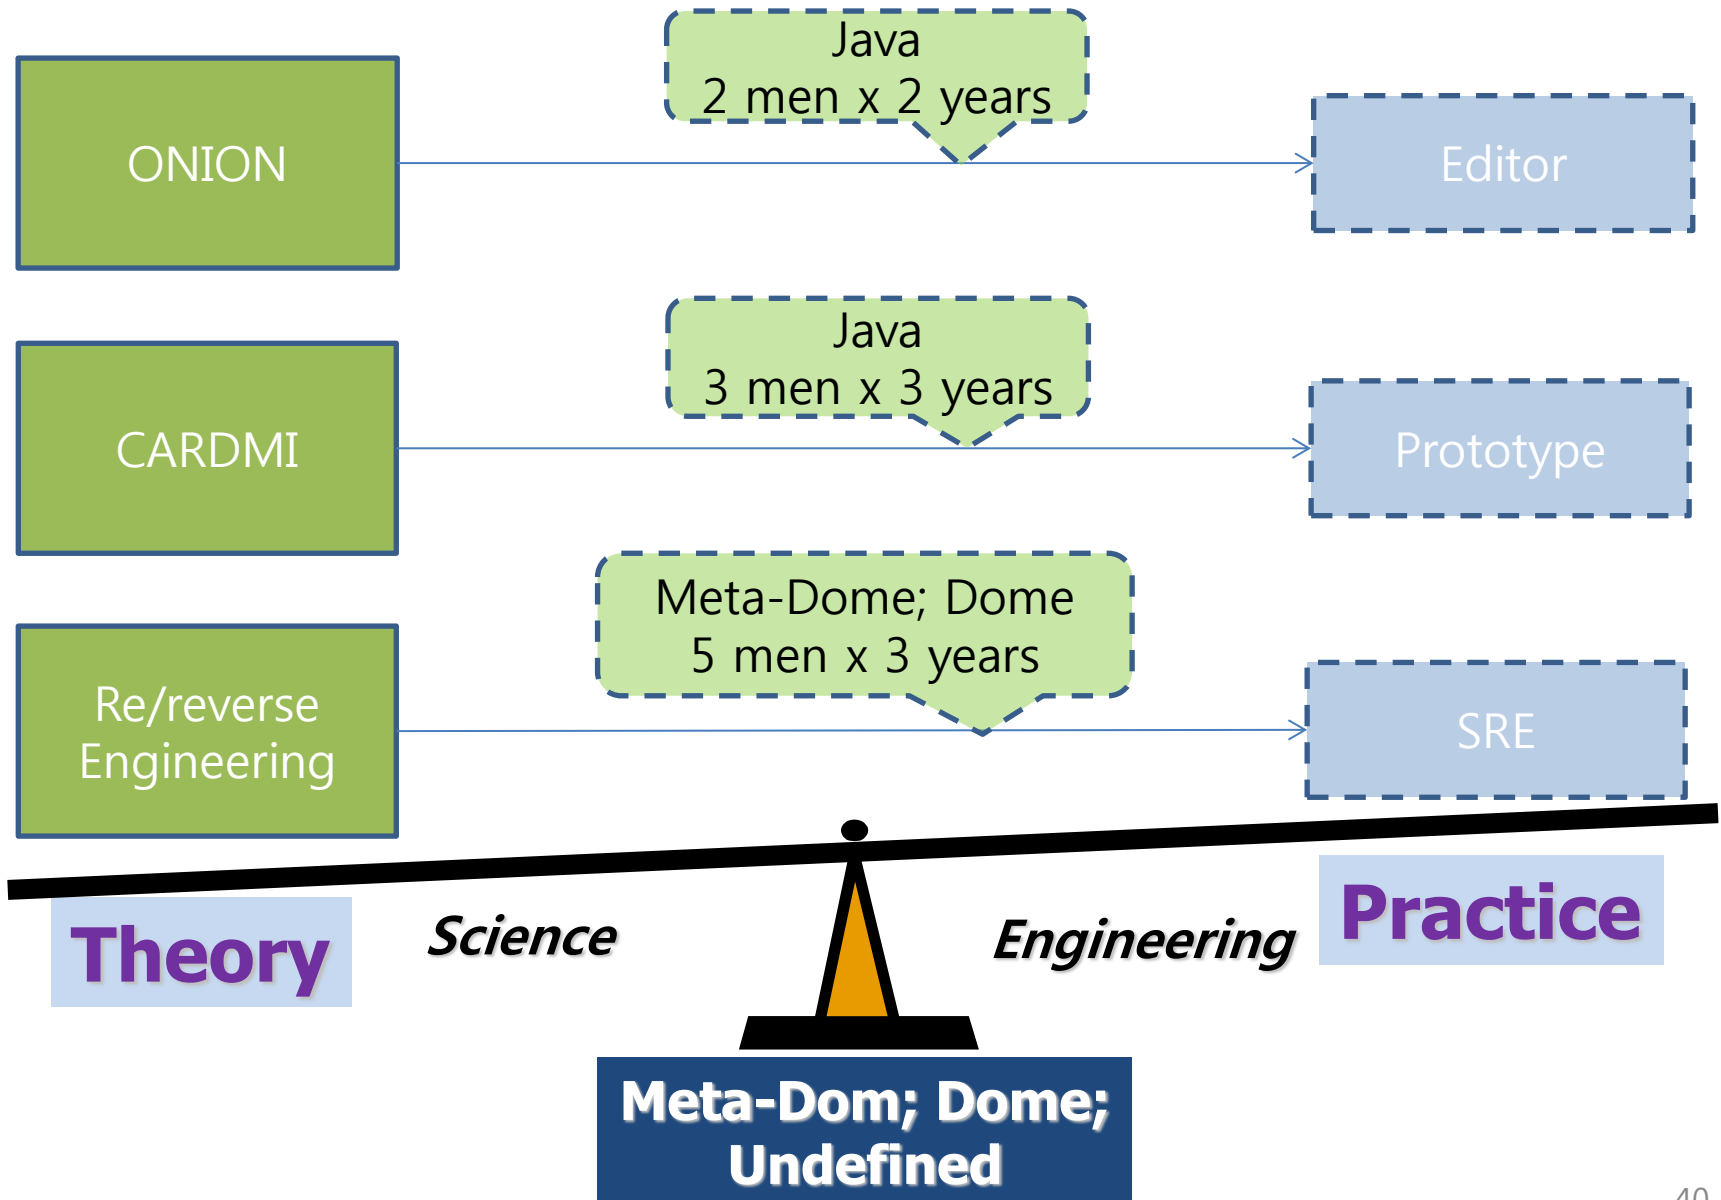 Java
2 men x 2 years
ONION
Editor
Java
3 men x 3 years
CARDMI
Prototype
Meta-Dome; Dome
5 men x 3 years
Re/reverse
Engineering
SRE
Theory
Science
Engineering
Practice
Meta-Dom; Dome;
Undefined
40